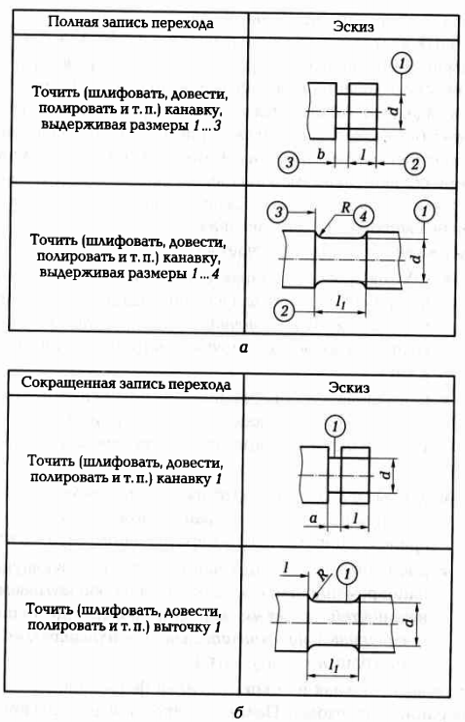 Полная запись перехода
Эскиз
Точить (шлифовать, довести,
полировать и т. п.) канавку,
выдерживая размеры 1...3
1
d
3
b
l
2
Точить (шлифовать, довести,
полировать и т. п.) канавку,
выдерживая размеры 1...4
3
R
4
1
d
2
l1
а
Сокращенная запись перехода
Эскиз
Точить (шлифовать, довести,
полировать и т. п.) канавку 1
1
d
a
l
Точить (шлифовать, довести,
полировать и т. п.) выточку 1
l
R
1
d
l1
б